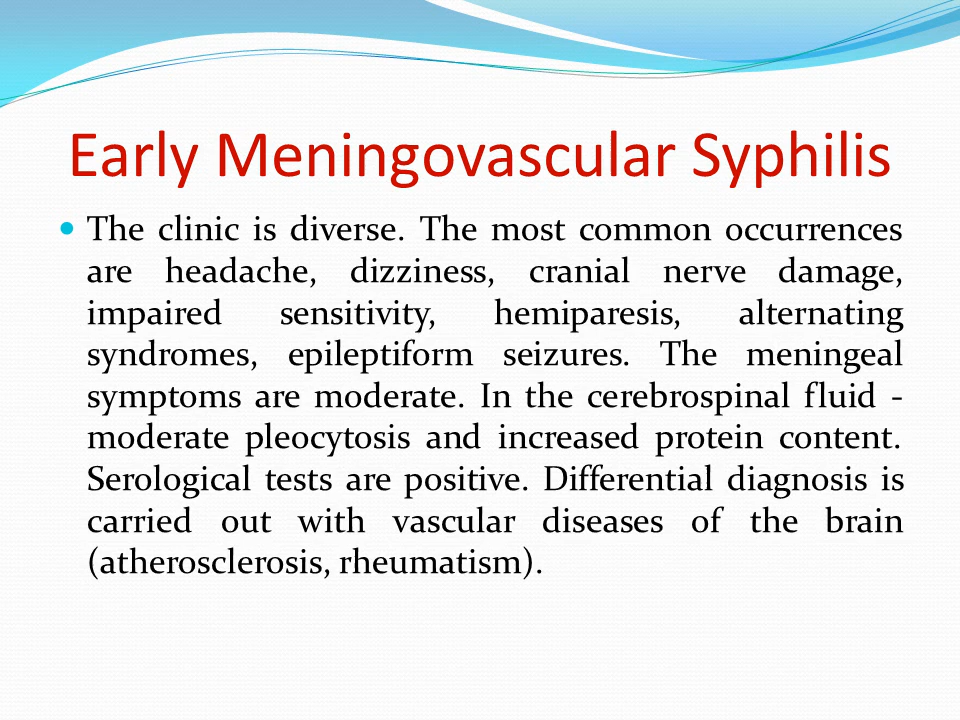 Early Meningovascular Syphilis
• The clinic is diverse. The most common occurrences
are headache, dizziness, cranial nerve damage,
impaired sensitivity, hemiparesis, alternating
syndromes, epileptiform seizures. The meningeal
symptoms are moderate. In the cerebrospinal fluid -
moderate pleocytosis and increased protein content.
Serological tests are positive. Differential diagnosis is
carried out with vascular diseases of the brain
(atherosclerosis, rheumatism).